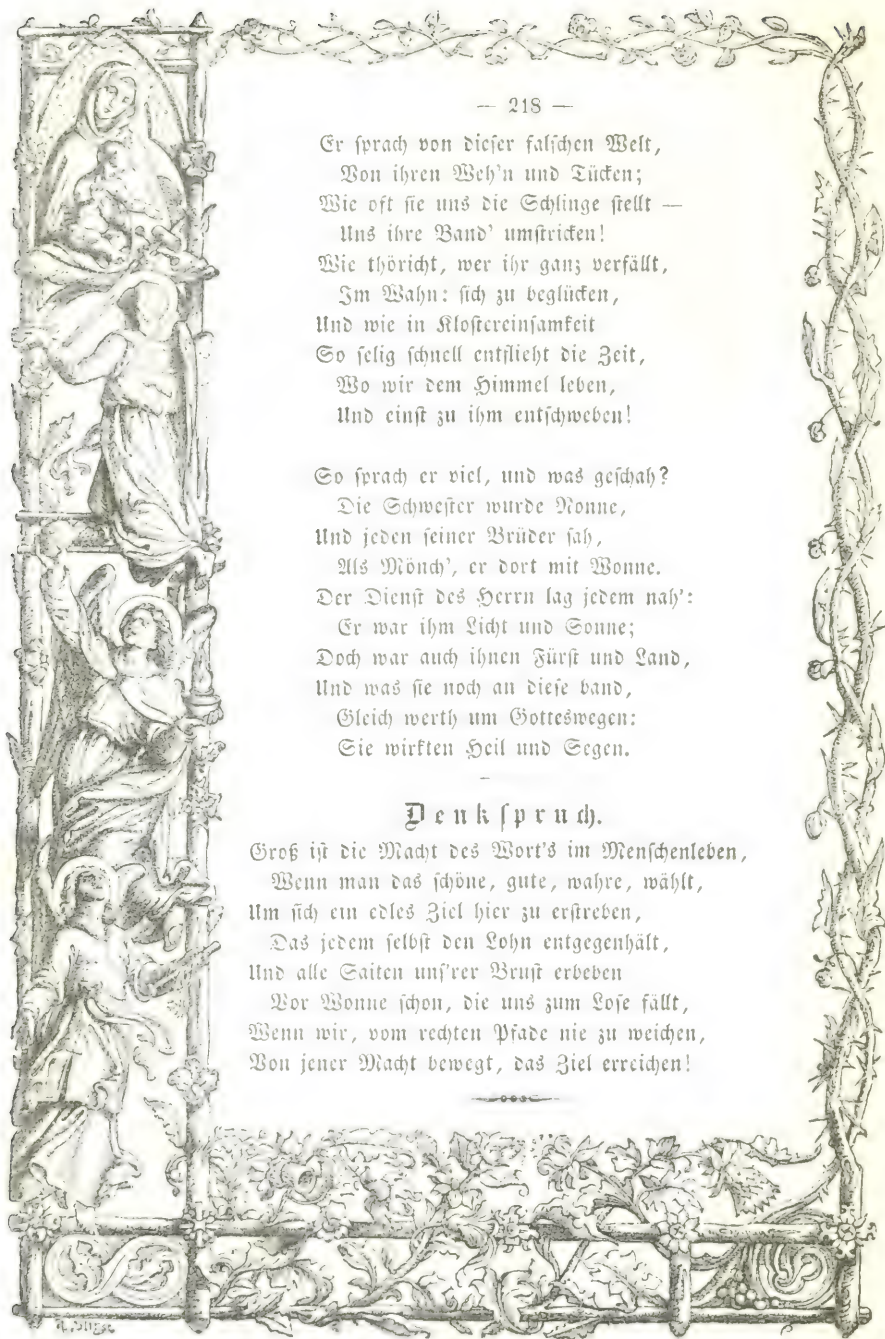 — 218 —
Er sprach von dieser falschen Welt,
Von ihren Weh'n und Tücken;
Wie oft sie uns die Schlinge stellt —
Uns ihre Band' umstricken!
Wie thöricht, wer ihr ganz verfällt,
Im Wahn: sich zu beglücken,
Und wie in Klostereinsamkeit
So selig schnell entflieht die Zeit,
Wo wir dem Himmel leben,
Und einst zu ihm entschweben!
So sprach er viel, und was geschah?
Die Schwester wurde Nonne,
Und jeden seiner Brüder sah,
Als Mönch', er dort mit Wonne.
Der Dienst des Herrn lag jedem nah':
Er war ihm Licht und Sonne;
Doch war auch ihnen Fürst und Land,
Und was sie noch an diese band,
Gleich werth um Gotteswegen:
Sie wirkten Heil und Segen.
Denkspruch.
Groß ist die Macht des Wort's im Menschenleben,
Wenn man das schöne, gute, wahre, wählt,
Um sich ein edles Ziel hier zu erstreben,
Das jedem selbst den Lohn entgegenhält,
Und alle Saiten uns'rer Brust erbeben
Vor Wonne schon, die uns zum Lose fällt,
Wenn wir, vom rechten Pfade nie zu weichen,
Von jener Macht bewegt, das Ziel erreichen!